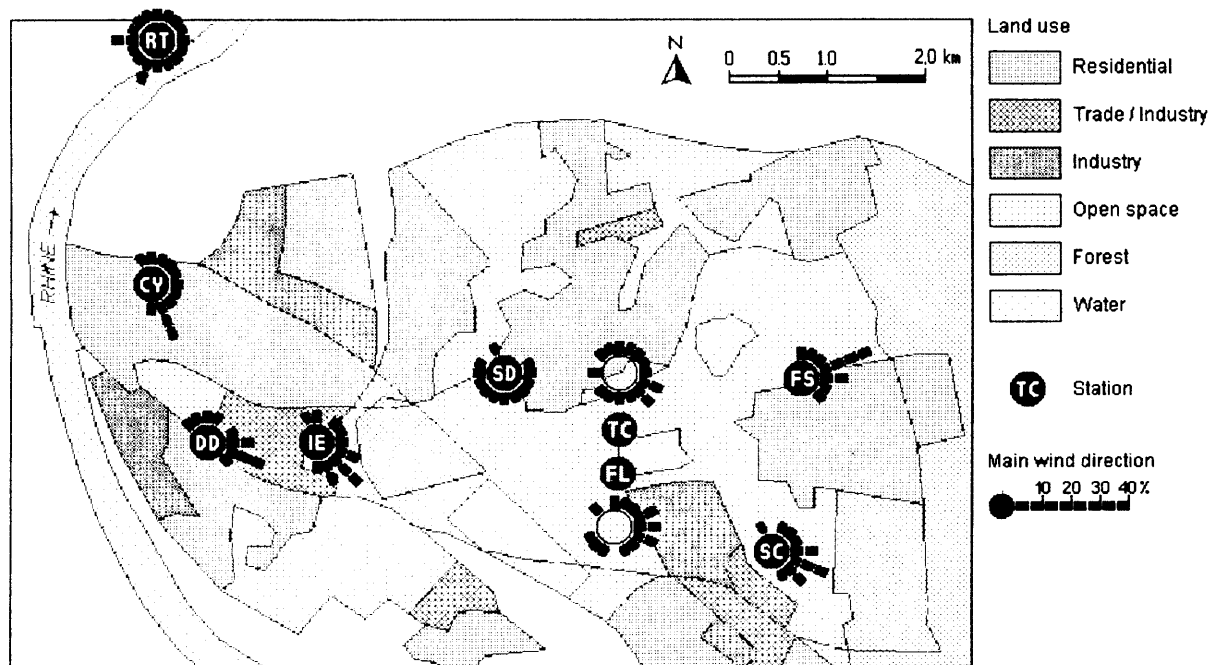 RT
N
0 0.5 1.0 2.0 km
RHINE →
CY
SD
FS
DD
IE
TC
FL
SC
Land use
Residential
Trade / Industry
Industry
Open space
Forest
Water
TC Station
Main wind direction
10 20 30 40%